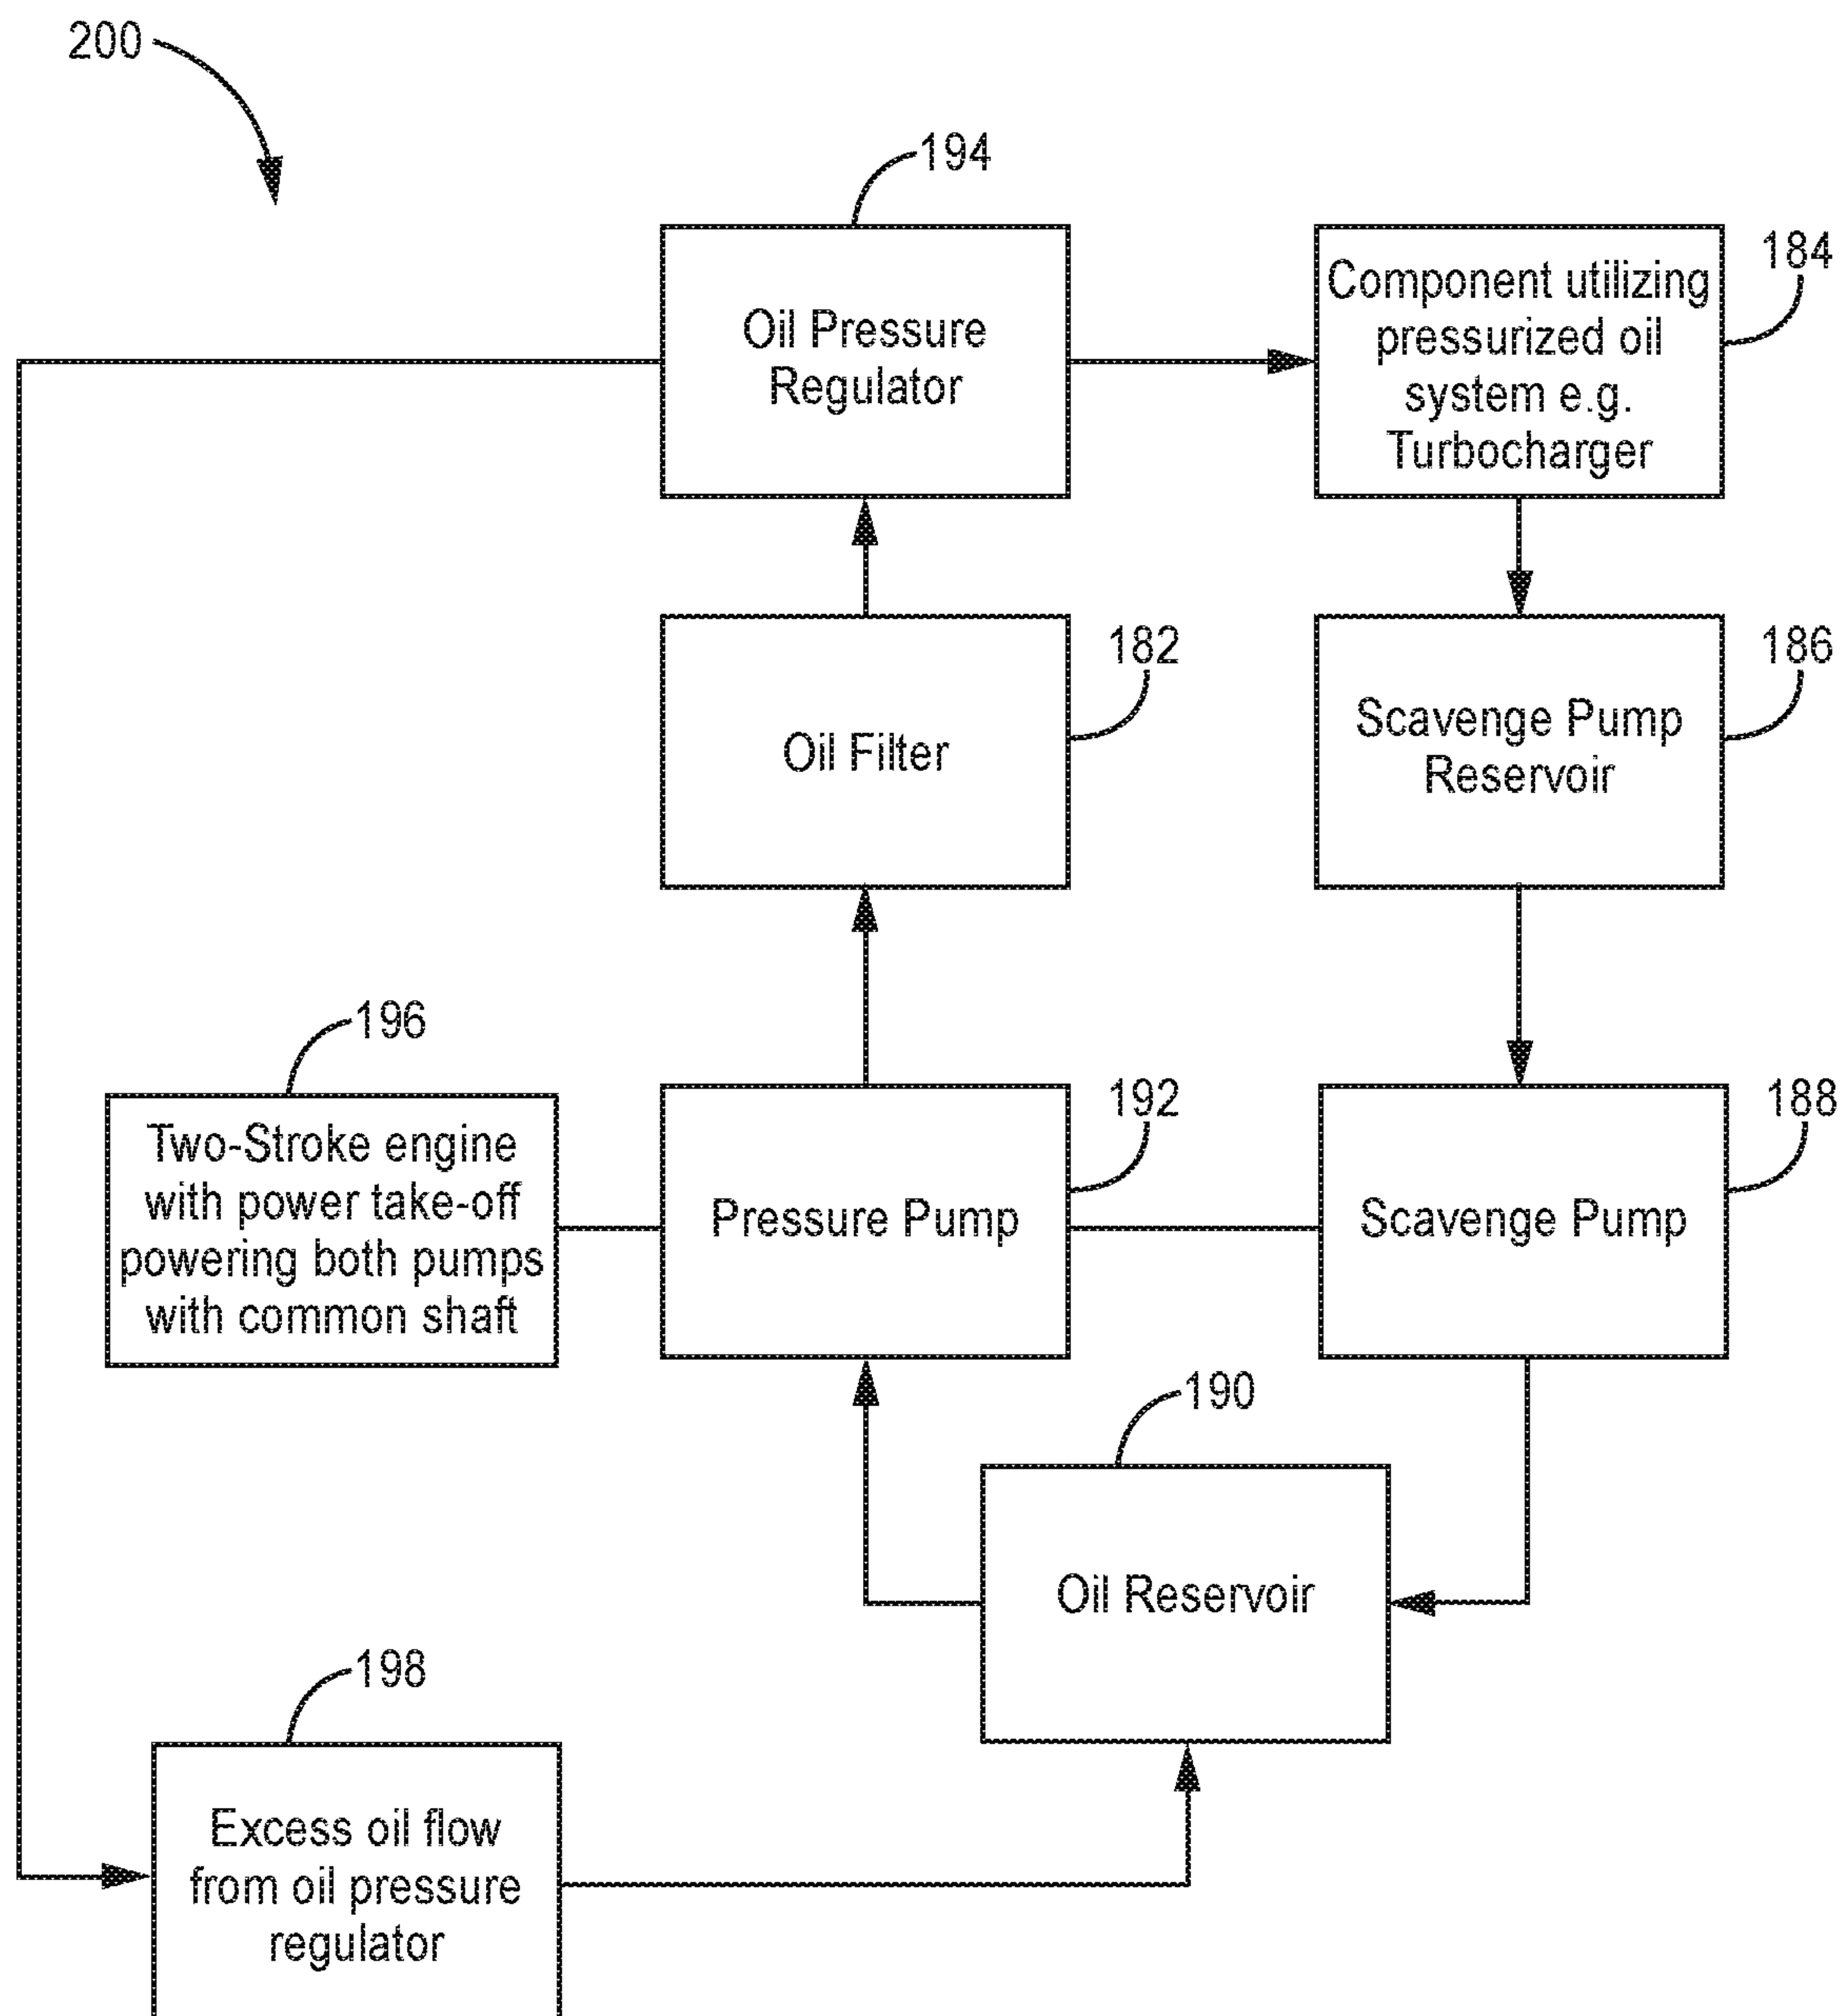 200
194
Oil Pressure
Regulator
184
Component utilizing
pressurized oil
system e.g.
Turbocharger
182
Oil Filter
186
Scavenge Pump
Reservoir
196
Two-Stroke engine
with power take-off
powering both pumps
with common shaft
192
Pressure Pump
188
Scavenge Pump
190
Oil Reservoir
198
Excess oil flow
from oil pressure
regulator